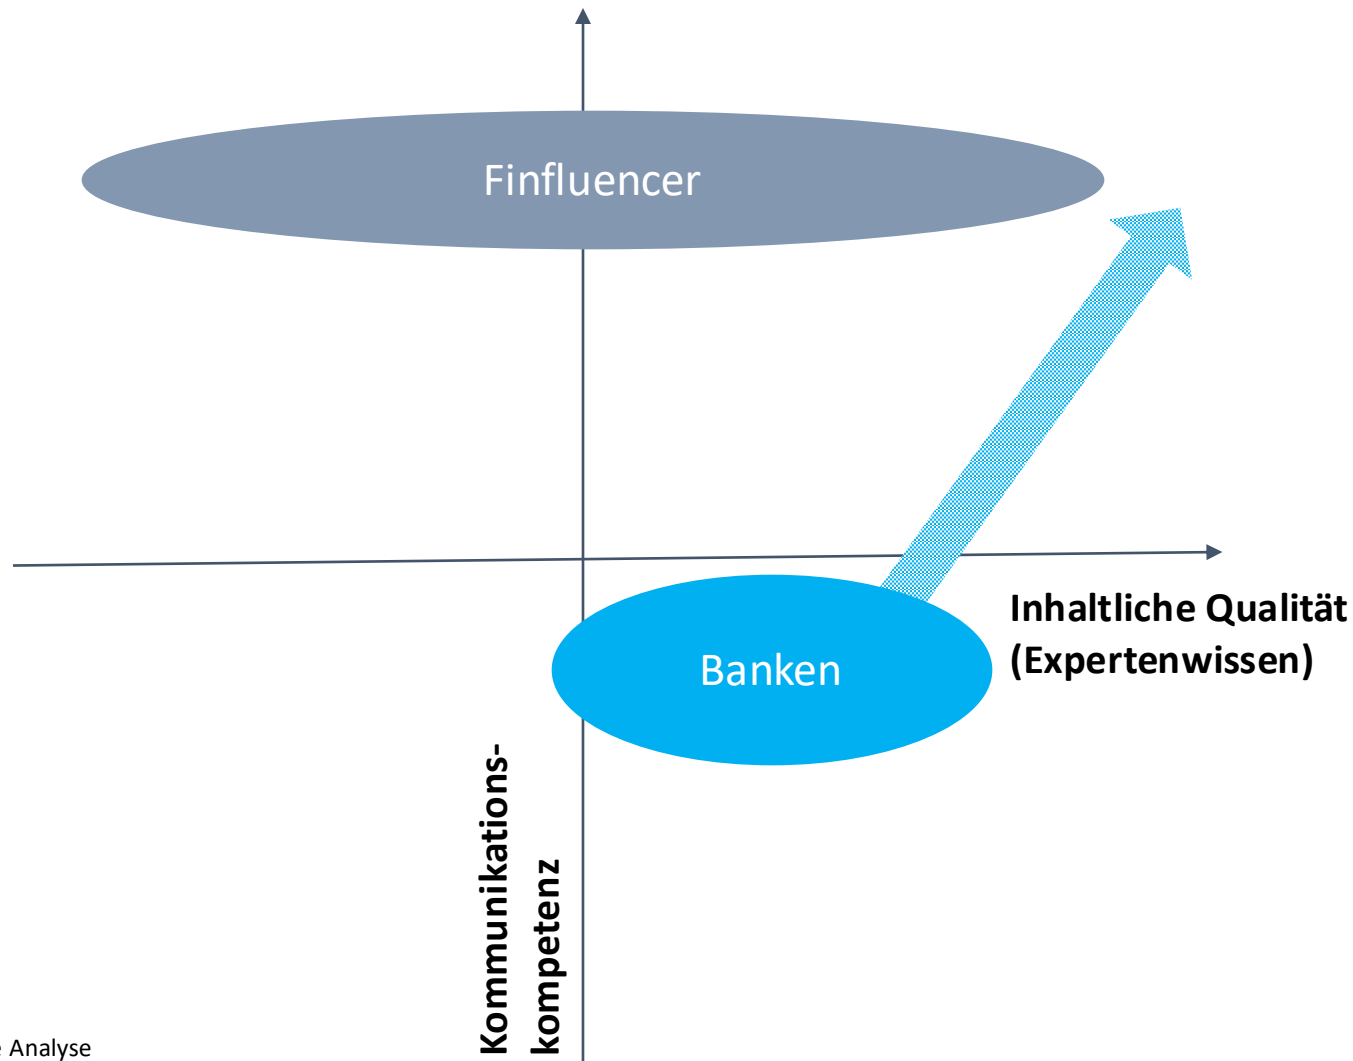 Finfluencer
Inhaltliche Qualität
(Expertenwissen)
Banken
Kommunikations-
kompetenz
Analyse